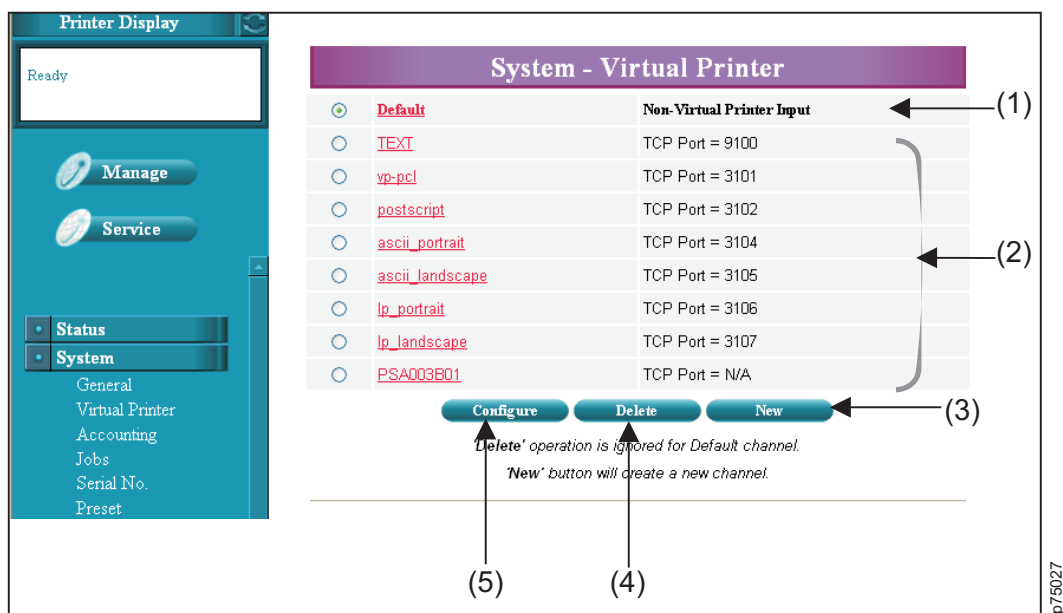 Printer Display
Ready
Manage
Service
Status
System
General
Virtual Printer
Accounting
Jobs
Serial No.
Preset
System - Virtual Printer
Default Non-Virtual Printer Input (1)
TEXT TCP Port = 9100
vp-pcl TCP Port = 3101
postscript TCP Port = 3102
ascii_portrait TCP Port = 3104
ascii_landscape TCP Port = 3105
lp_portrait TCP Port = 3106
lp_landscape TCP Port = 3107
PSA003B01 TCP Port = N/A
(2)
Configure Delete New (3)
'Delete' operation is ignored for Default channel.
'New' button will create a new channel.
(5) (4)
p75027